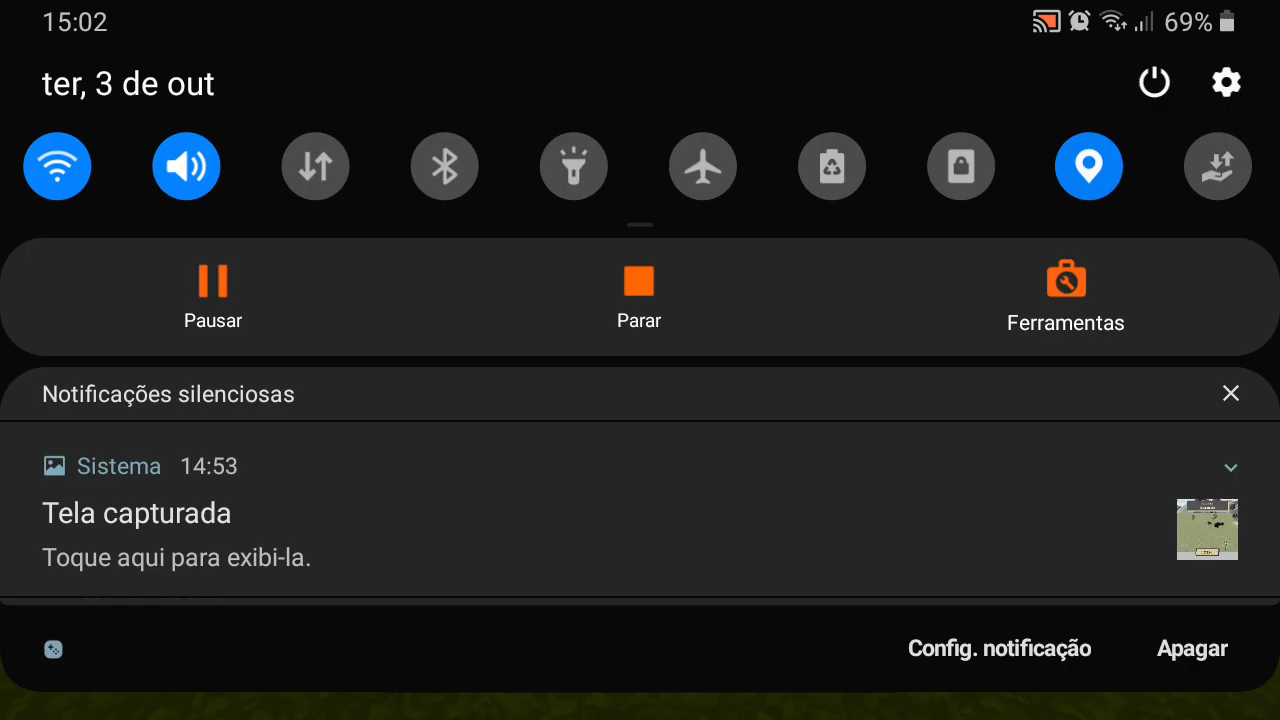 15:02
69%
ter, 3 de out
Pausar
Parar
Ferramentas
Notificações silenciosas
Sistema 14:53
Tela capturada
Toque aqui para exibi-la.
Config. notificação
Apagar